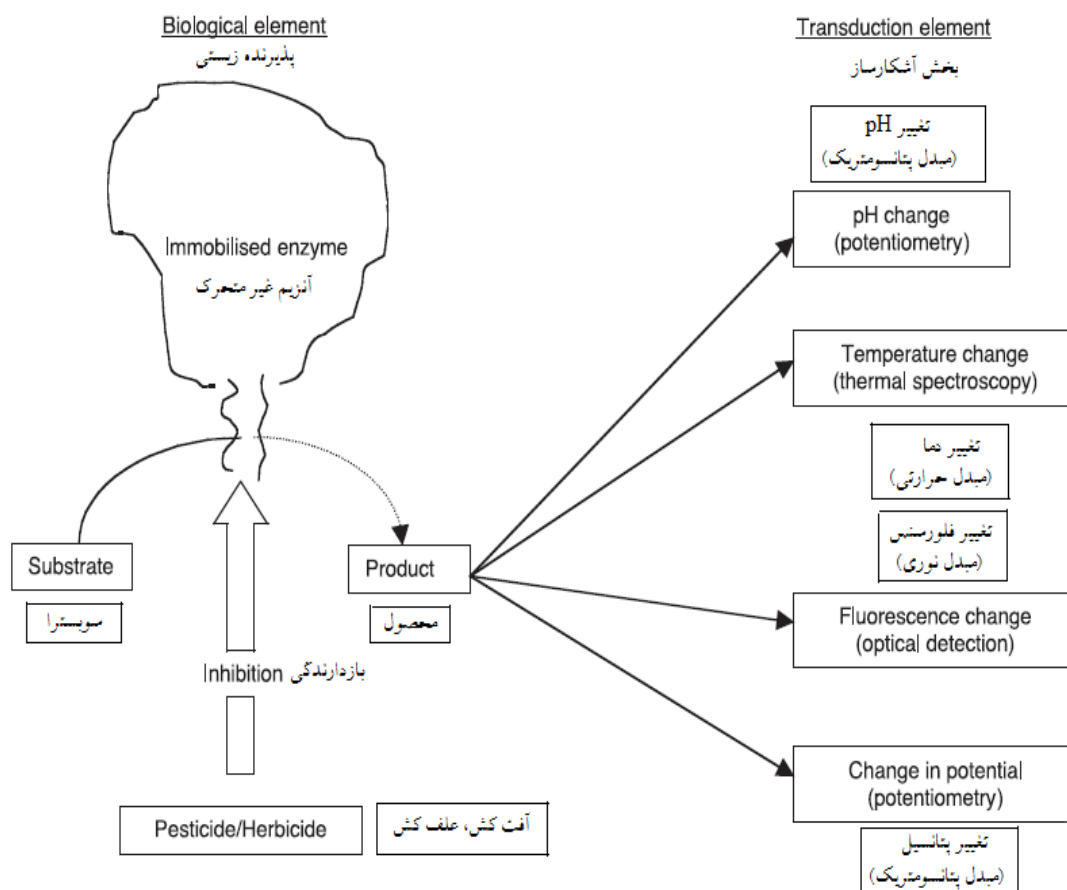 Biological element
پذیرنده زیستی
Immobilised enzyme
آنزیم غیر متحرک
Substrate
سوبسترا
Product
محصول
Inhibition بازدارندگی
Pesticide/Herbicide
آفت کش، علف کش
Transduction element
بخش آشکارساز
تغییر pH
(مبدل پتانسومتریک)
pH change
(potentiometry)
Temperature change
(thermal spectroscopy)
تغییر دما
(مبدل حرارتی)
تغییر فلورسنس
(مبدل نوری)
Fluorescence change
(optical detection)
Change in potential
(potentiometry)
تغییر پتانسیل
(مبدل پتانسومتریک)